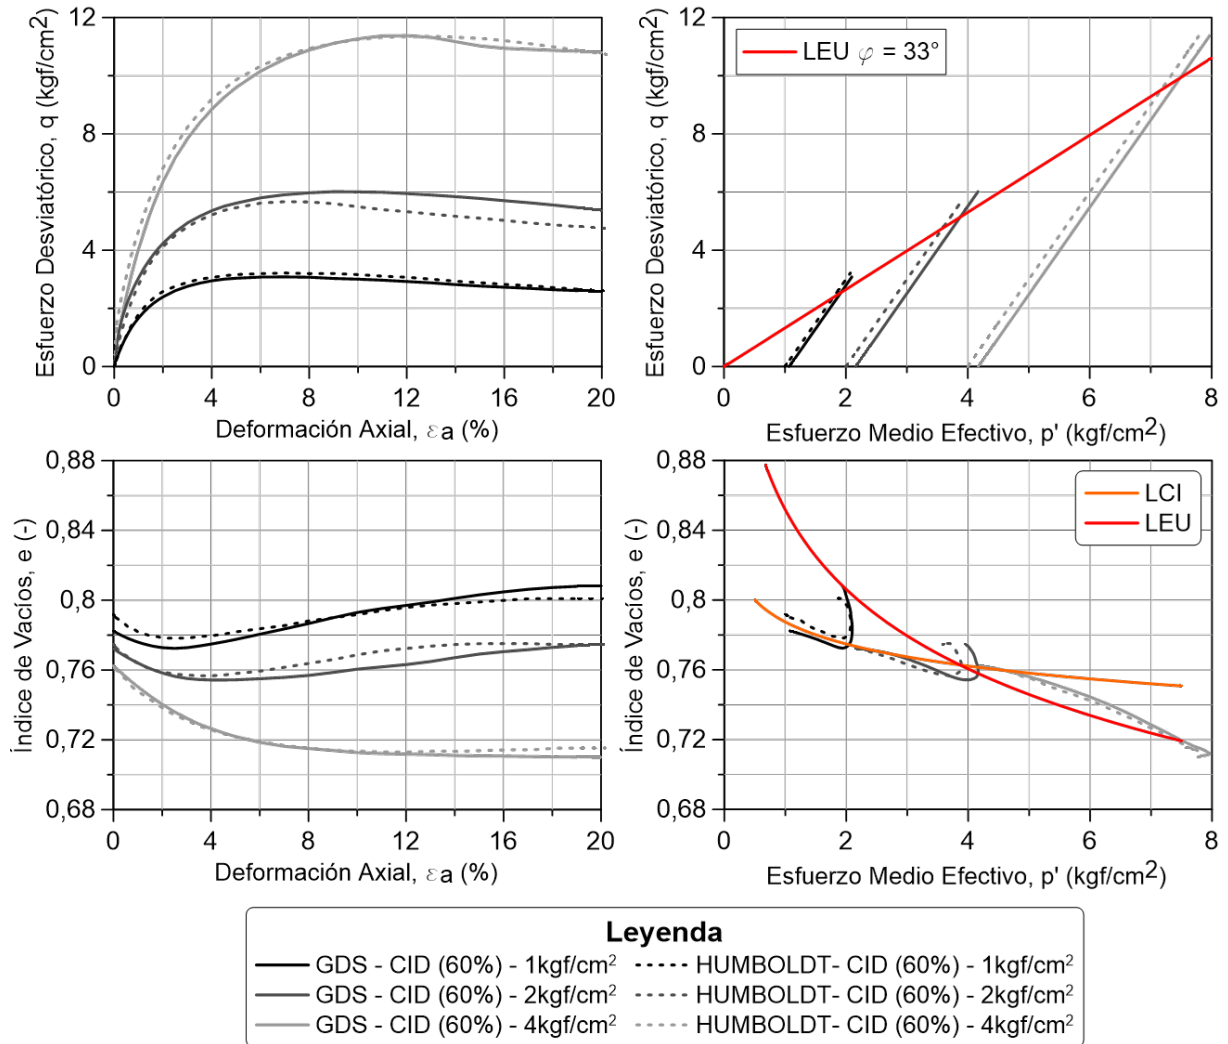 12
8
4
0
Esfuerzo Desviatórico, q (kgf/cm²)
0 4 8 12 16 20
Deformación Axial, εa (%)
12
8
4
0
Esfuerzo Desviatórico, q (kgf/cm²)
LEU φ = 33°
0 2 4 6 8
Esfuerzo Medio Efectivo, p' (kgf/cm²)
0,88
0,84
0,8
0,76
0,72
0,68
Índice de Vacíos, e (-)
0 4 8 12 16 20
Deformación Axial, εa (%)
0,88
0,84
0,8
0,76
0,72
0,68
Índice de Vacíos, e (-)
LCI
LEU
0 2 4 6 8
Esfuerzo Medio Efectivo, p' (kgf/cm²)
Leyenda
GDS - CID (60%) - 1kgf/cm² HUMBOLDT- CID (60%) - 1kgf/cm²
GDS - CID (60%) - 2kgf/cm² HUMBOLDT- CID (60%) - 2kgf/cm²
GDS - CID (60%) - 4kgf/cm² HUMBOLDT- CID (60%) - 4kgf/cm²